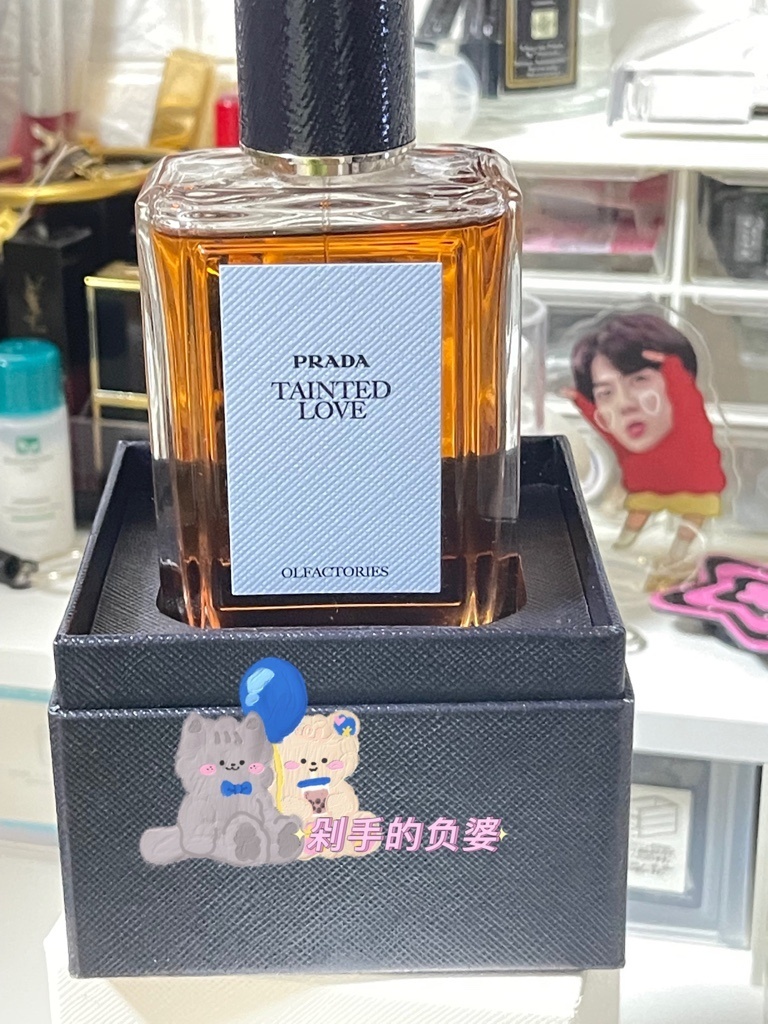 PRADA
TAINTED
LOVE
OLFACTORIES
剁手的负婆